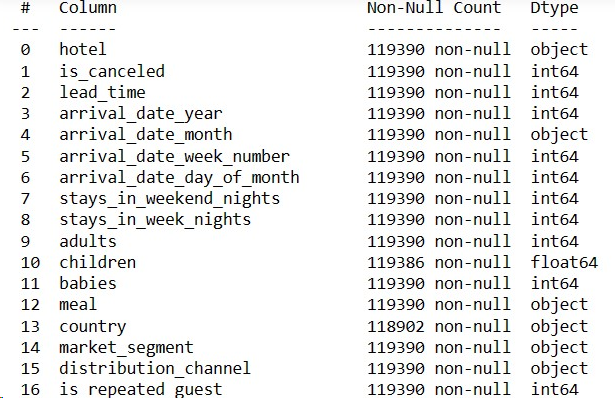 #   Column                          Non-Null Count   Dtype
---  ------                          --------------   -----
0   hotel                           119390 non-null  object
1   is_canceled                     119390 non-null  int64
2   lead_time                       119390 non-null  int64
3   arrival_date_year               119390 non-null  int64
4   arrival_date_month              119390 non-null  object
5   arrival_date_week_number        119390 non-null  int64
6   arrival_date_day_of_month       119390 non-null  int64
7   stays_in_weekend_nights         119390 non-null  int64
8   stays_in_week_nights            119390 non-null  int64
9   adults                          119390 non-null  int64
10  children                        119386 non-null  float64
11  babies                          119390 non-null  int64
12  meal                            119390 non-null  object
13  country                         118902 non-null  object
14  market_segment                  119390 non-null  object
15  distribution_channel            119390 non-null  object
16  is_repeated_guest               119390 non-null  int64